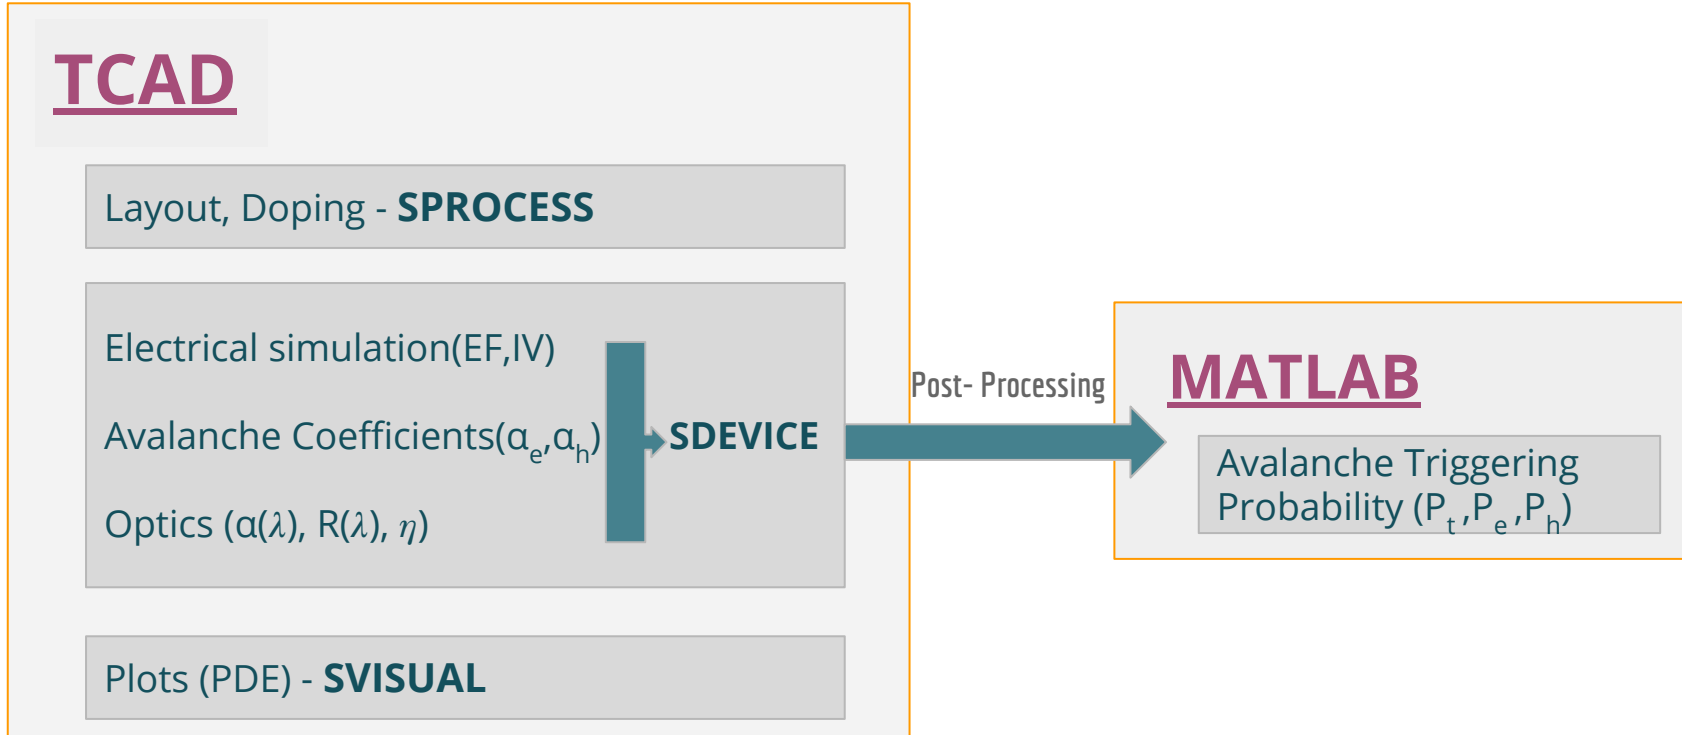 TCAD
Layout, Doping - SPROCESS
Electrical simulation(EF,IV)
Avalanche Coefficients(αe,αh)
SDEVICE
Optics (α(λ), R(λ), η)
Plots (PDE) - SVISUAL
Post- Processing
MATLAB
Avalanche Triggering
Probability (Pt ,Pe ,Ph)